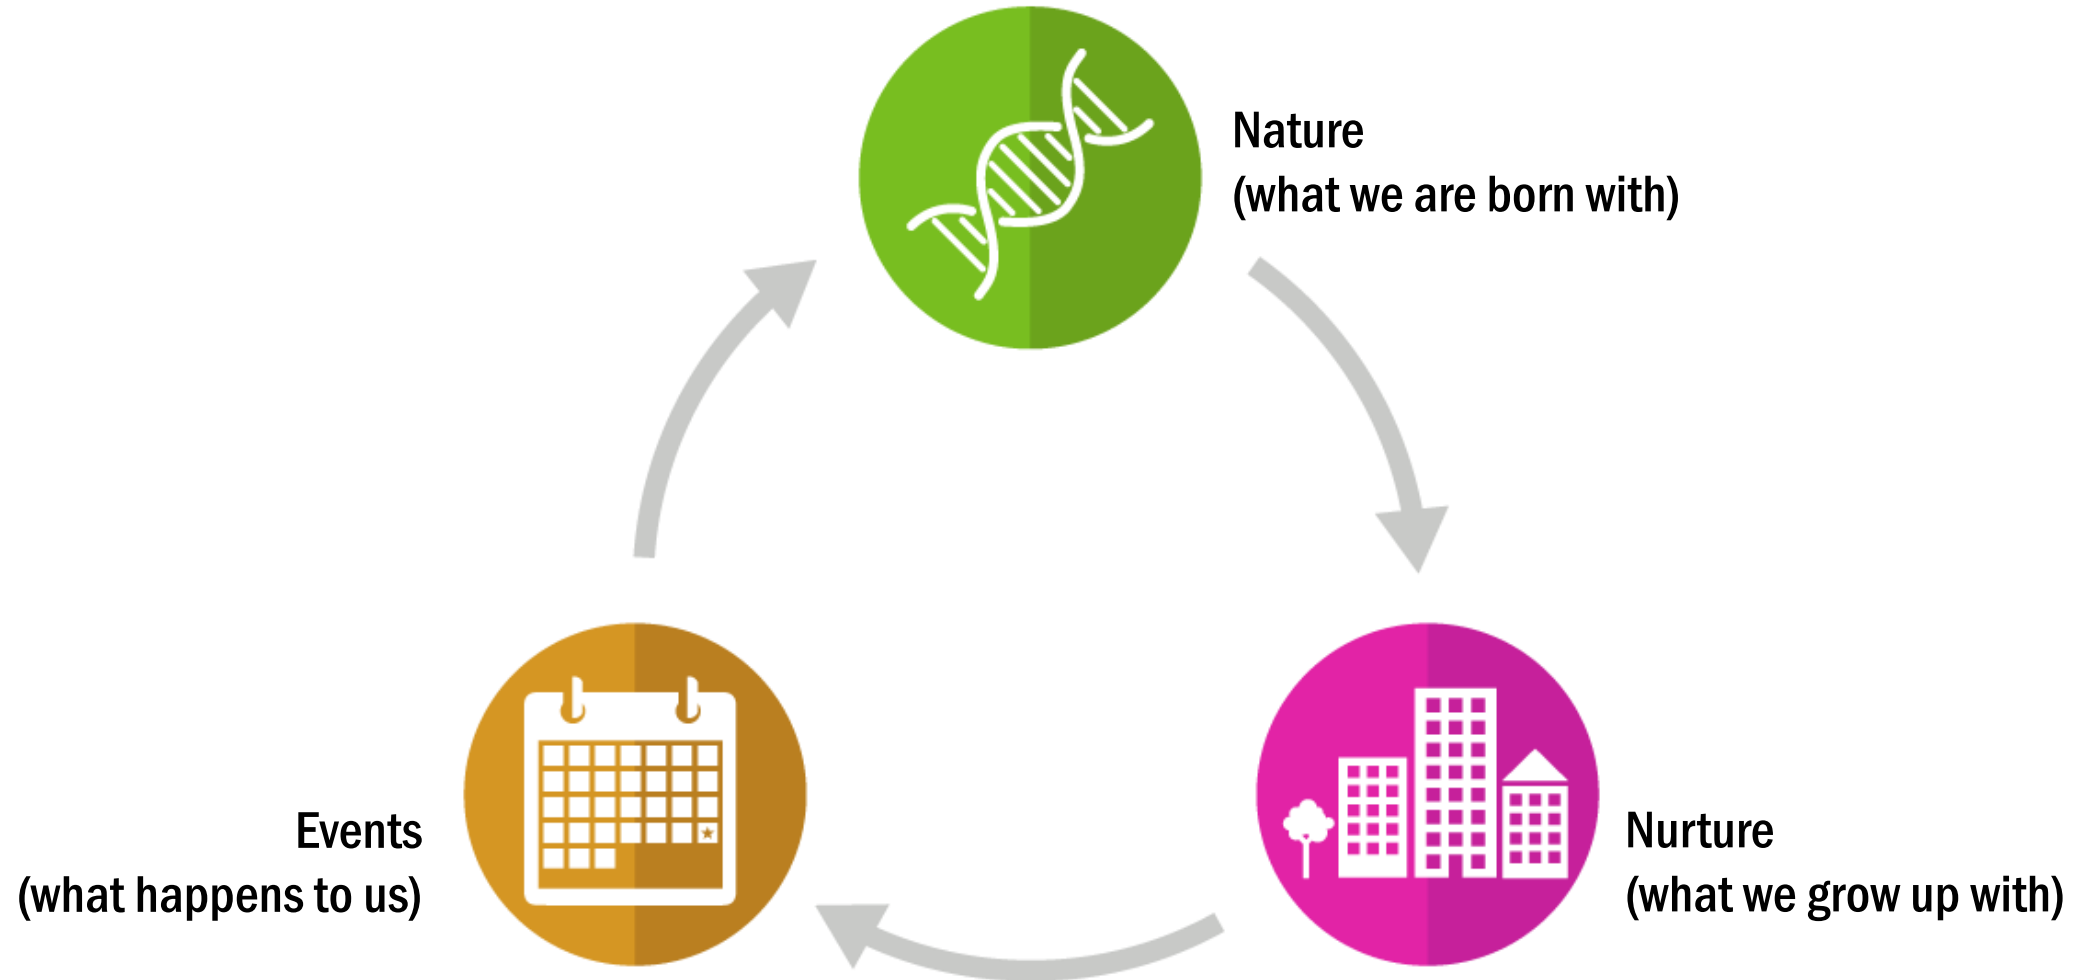 Nature
(what we are born with)
Events
(what happens to us)
Nurture
(what we grow up with)